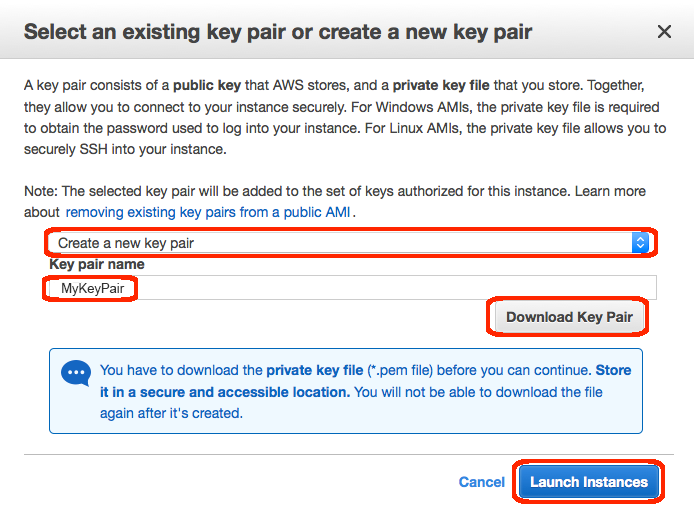 Select an existing key pair or create a new key pair
A key pair consists of a public key that AWS stores, and a private key file that you store. Together,
they allow you to connect to your instance securely. For Windows AMIs, the private key file is required
to obtain the password used to log into your instance. For Linux AMIs, the private key file allows you to
securely SSH into your instance.
Note: The selected key pair will be added to the set of keys authorized for this instance. Learn more
about removing existing key pairs from a public AMI .
Create a new key pair
Key pair name
MyKeyPair
Download Key Pair
You have to download the private key file (*.pem file) before you can continue. Store
it in a secure and accessible location. You will not be able to download the file
again after it's created.
Cancel Launch Instances